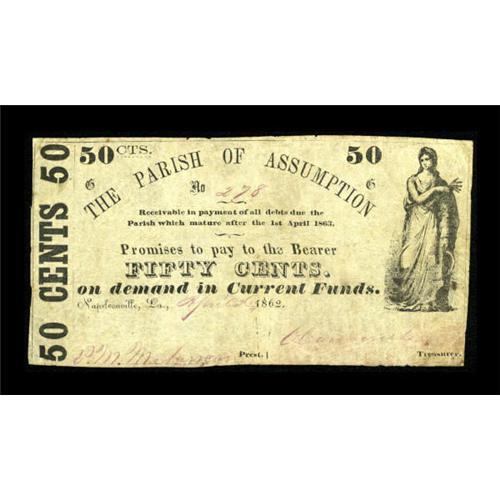 50 CENTS 50
50 CTS. 50
G G
THE PARISH OF ASSUMPTION
No 278
Receivable in payment of all debts due the
Parish which mature after the 1st April 1863.
Promises to pay to the Bearer
FIFTY CENTS.
on demand in Current Funds.
Napoleonville, La., April 1862.
Prest. Treasurer.